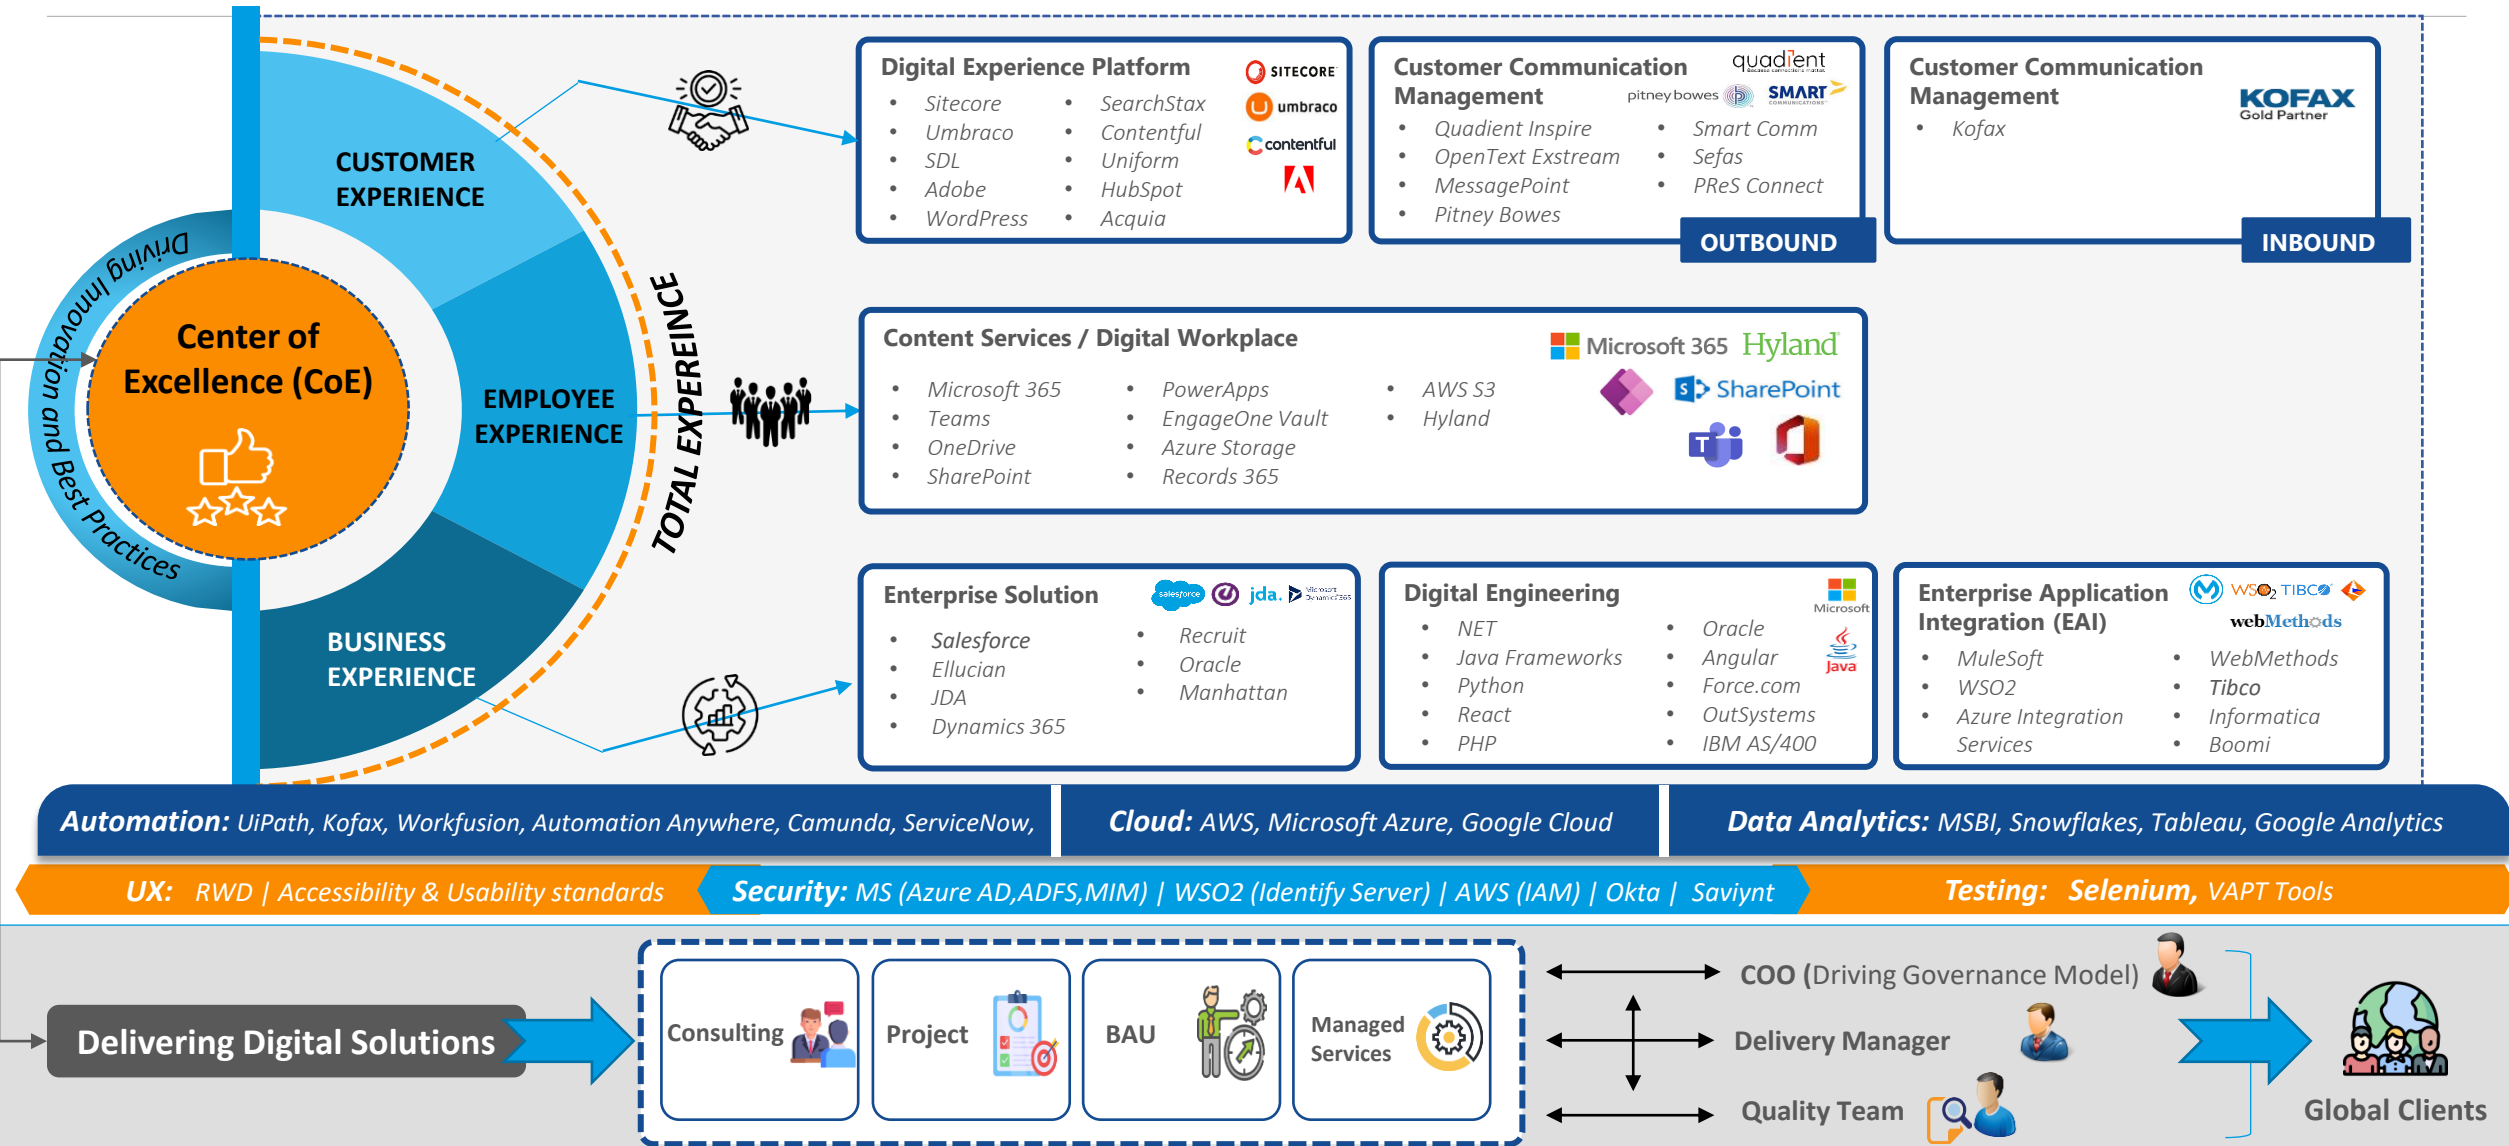 Driving Innovation and Best Practices
Center of
Excellence (CoE)
CUSTOMER
EXPERIENCE
EMPLOYEE
EXPERIENCE
BUSINESS
EXPERIENCE
TOTAL EXPEREINCE
Digital Experience Platform
• Sitecore
• Umbraco
• SDL
• Adobe
• WordPress
• SearchStax
• Contentful
• Uniform
• HubSpot
• Acquia
SITECORE
umbraco
contentful
Customer Communication
Management
• Quadient Inspire
• OpenText Exstream
• MessagePoint
• Pitney Bowes
• Smart Comm
• Sefas
• PReS Connect
quadient
Because connections matter.
pitney bowes
SMART
COMMUNICATIONS
OUTBOUND
Customer Communication
Management
• Kofax
KOFAX
Gold Partner
INBOUND
Content Services / Digital Workplace
• Microsoft 365
• Teams
• OneDrive
• SharePoint
• PowerApps
• EngageOne Vault
• Azure Storage
• Records 365
• AWS S3
• Hyland
Microsoft 365
Hyland
S
SharePoint
T
Enterprise Solution
• Salesforce
• Ellucian
• JDA
• Dynamics 365
• Recruit
• Oracle
• Manhattan
salesforce
jda.
Microsoft
Dynamics 365
Digital Engineering
• NET
• Java Frameworks
• Python
• React
• PHP
• Oracle
• Angular
• Force.com
• OutSystems
• IBM AS/400
Microsoft
Java
Enterprise Application
Integration (EAI)
• MuleSoft
• WSO2
• Azure Integration
Services
• WebMethods
• Tibco
• Informatica
• Boomi
WSO2
TIBCO
webMethods
Automation: UiPath, Kofax, Workfusion, Automation Anywhere, Camunda, ServiceNow,
Cloud: AWS, Microsoft Azure, Google Cloud
Data Analytics: MSBI, Snowflakes, Tableau, Google Analytics
UX: RWD | Accessibility & Usability standards
Security: MS (Azure AD,ADFS,MIM) | WSO2 (Identify Server) | AWS (IAM) | Okta | Saviynt
Testing: Selenium, VAPT Tools
Delivering Digital Solutions
Consulting
Project
BAU
Managed
Services
COO (Driving Governance Model)
Delivery Manager
Quality Team
Global Clients